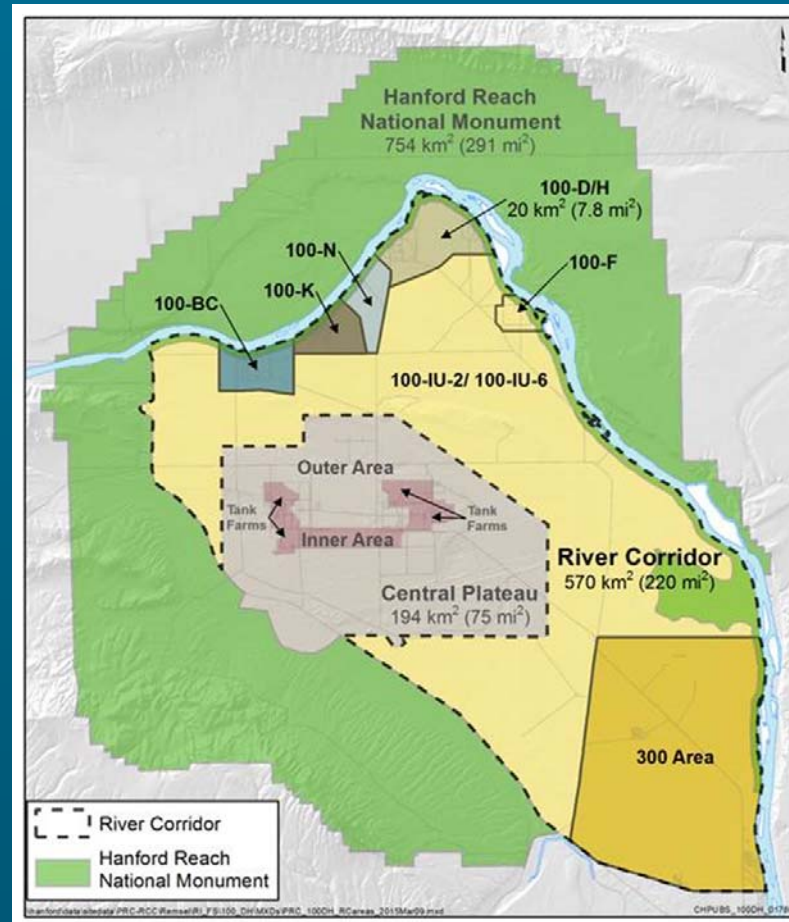 Hanford Reach
National Monument
754 km² (291 mi²)
100-D/H
20 km² (7.8 mi²)
100-N
100-F
100-K
100-BC
100-IU-2/ 100-IU-6
Outer Area
Tank
Farms
Tank
Farms
Inner Area
River Corridor
570 km² (220 mi²)
Central Plateau
194 km² (75 mi²)
300 Area
River Corridor
Hanford Reach
National Monument